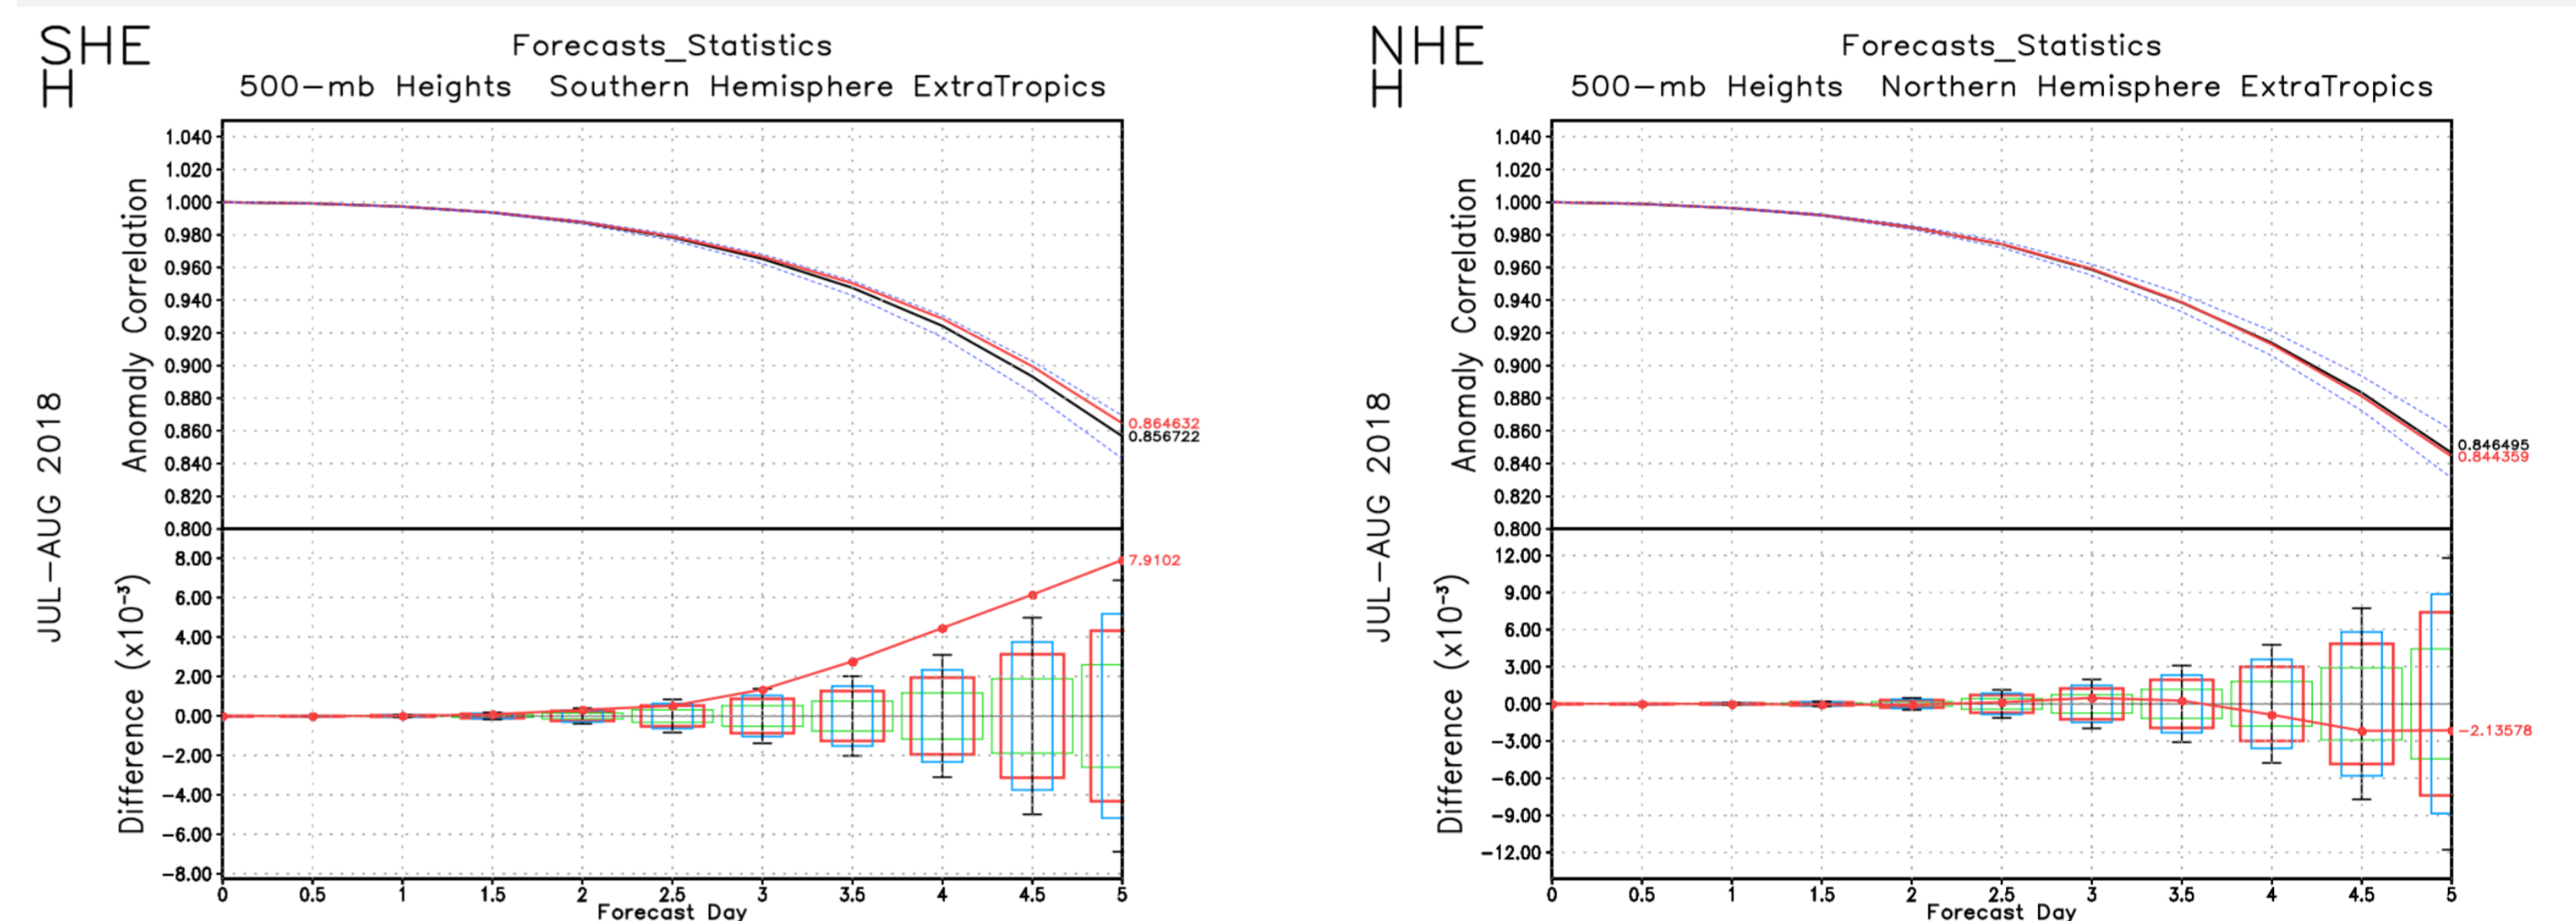 SHE
H
Forecasts_Statistics
500-mb Heights Southern Hemisphere ExtraTropics
JUL-AUG 2018
Anomaly Correlation
1.040
1.020
1.000
0.980
0.960
0.940
0.920
0.900
0.880
0.860
0.840
0.820
0.800
0.864632
0.856722
Difference (x10⁻³)
8.00
6.00
4.00
2.00
0.00
-2.00
-4.00
-6.00
-8.00
7.9102
0 0.5 1 1.5 2 2.5 3 3.5 4 4.5 5
Forecast Day
NHE
H
Forecasts_Statistics
500-mb Heights Northern Hemisphere ExtraTropics
JUL-AUG 2018
Anomaly Correlation
1.040
1.020
1.000
0.980
0.960
0.940
0.920
0.900
0.880
0.860
0.840
0.820
0.800
0.846495
0.844359
Difference (x10⁻³)
12.00
9.00
6.00
3.00
0.00
-3.00
-6.00
-9.00
-12.00
-2.13578
0 0.5 1 1.5 2 2.5 3 3.5 4 4.5 5
Forecast Day